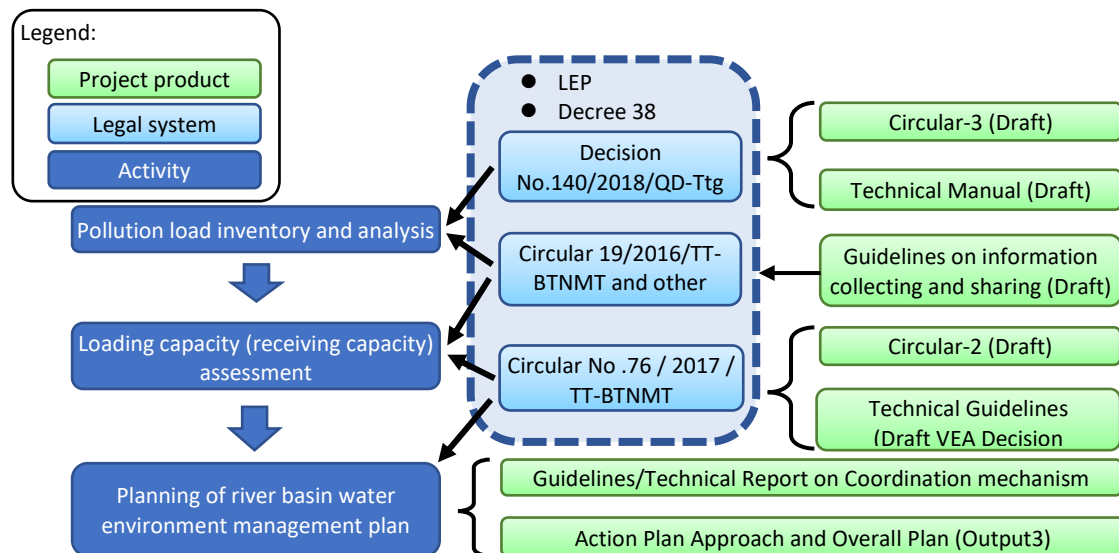 Legend:
Project product
Legal system
Activity
● LEP
● Decree 38
Decision
No.140/2018/QD-Ttg
Circular 19/2016/TT-
BTNMT and other
Circular No .76 / 2017 /
TT-BTNMT
Pollution load inventory and analysis
Loading capacity (receiving capacity)
assessment
Planning of river basin water
environment management plan
Circular-3 (Draft)
Technical Manual (Draft)
Guidelines on information
collecting and sharing (Draft)
Circular-2 (Draft)
Technical Guidelines
(Draft VEA Decision
Guidelines/Technical Report on Coordination mechanism
Action Plan Approach and Overall Plan (Output3)